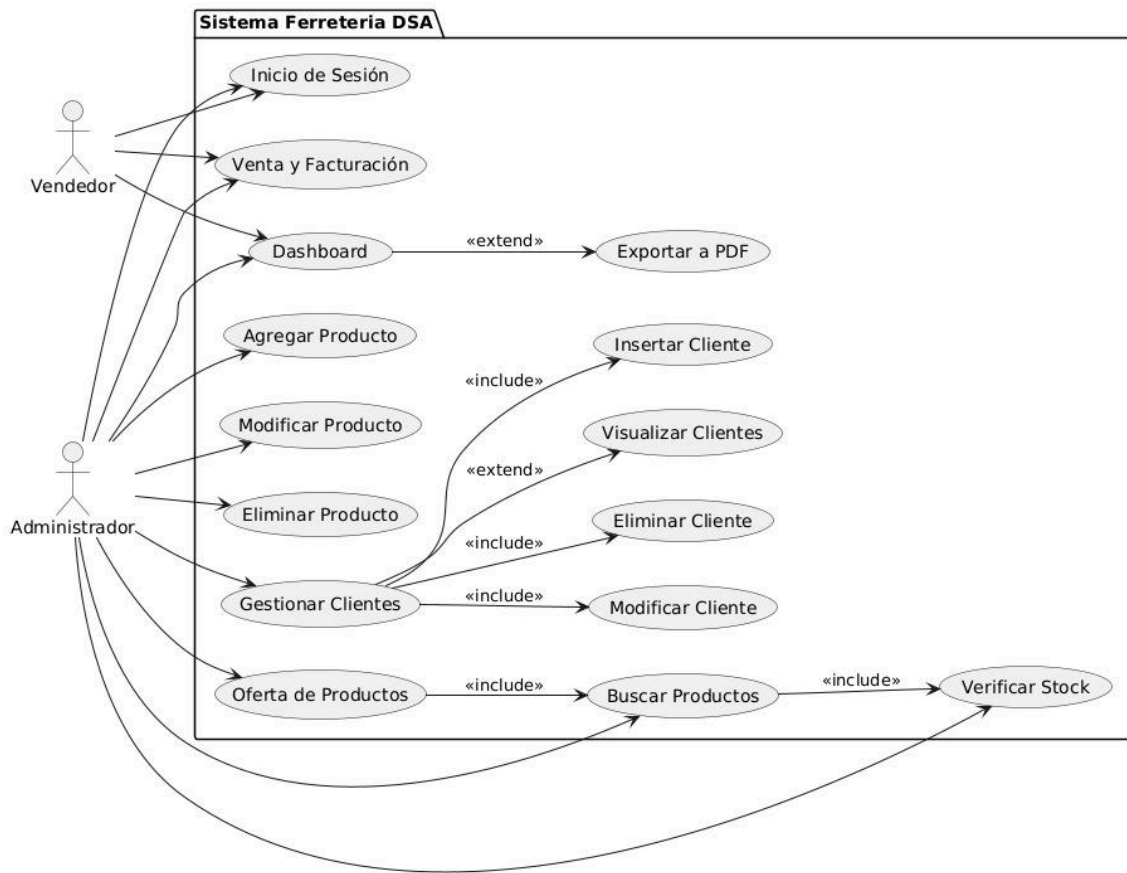 Sistema Ferreteria DSA
Inicio de Sesión
Vendedor
Venta y Facturación
Dashboard
«extend»
Exportar a PDF
Agregar Producto
Insertar Cliente
«include»
Modificar Producto
Visualizar Clientes
«extend»
Administrador
Eliminar Producto
Eliminar Cliente
«include»
Gestionar Clientes
«include»
Modificar Cliente
Oferta de Productos
«include»
Buscar Productos
«include»
Verificar Stock